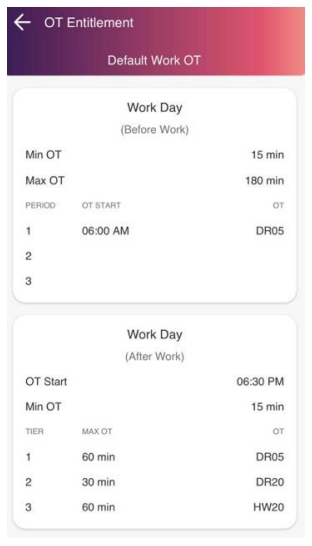 OT Entitlement
Default Work OT
Work Day
(Before Work)
Min OT 15 min
Max OT 180 min
PERIOD OT START OT
1 06:00 AM DR05
2
3
Work Day
(After Work)
OT Start 06:30 PM
Min OT 15 min
TIER MAX OT OT
1 60 min DR05
2 30 min DR20
3 60 min HW20